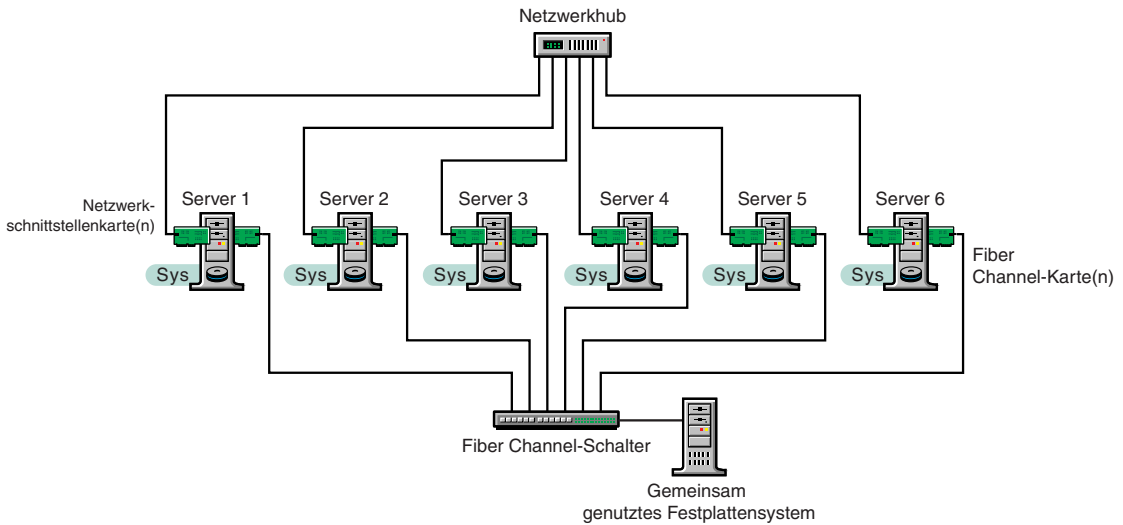 Netzwerkhub
Netzwerk-
schnittstellenkarte(n)
Server 1
Server 2
Server 3
Server 4
Server 5
Server 6
Sys
Sys
Sys
Sys
Sys
Sys
Fiber
Channel-Karte(n)
Fiber Channel-Schalter
Gemeinsam
genutztes Festplattensystem